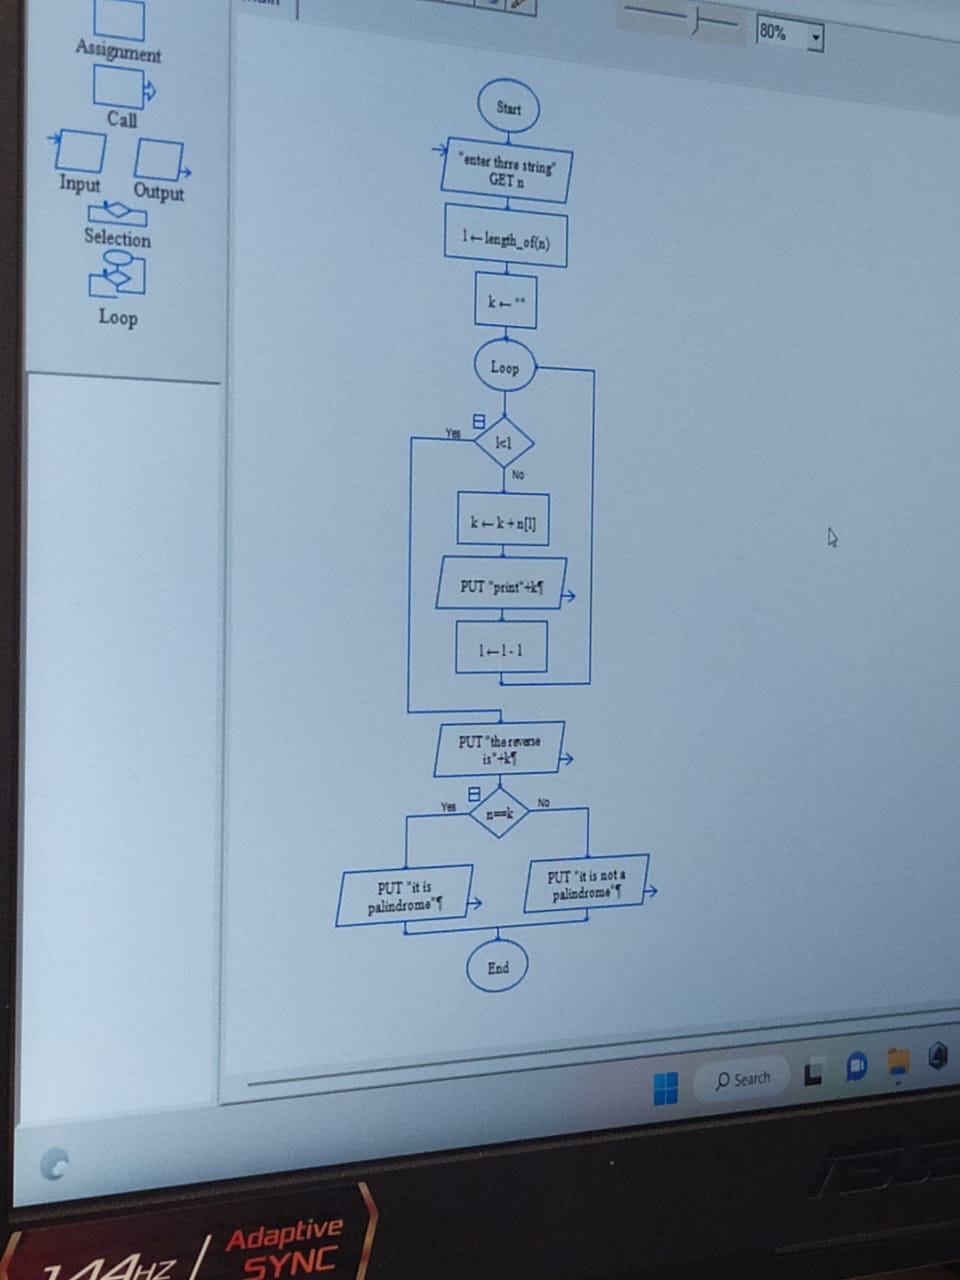 80%
Assignment
Call
Input Output
Selection
Loop
Start
"enter thrre string"
GET n
l←length_of(n)
k←""
Loop
Yes
l<1
No
k←k+n[l]
PUT "print"+k¶
l←l-1
PUT "the reverse
is"+k¶
Yes
n==k
No
PUT "it is
palindrome"¶
PUT "it is not a
palindrome"¶
End
Search
144HZ
Adaptive
SYNC